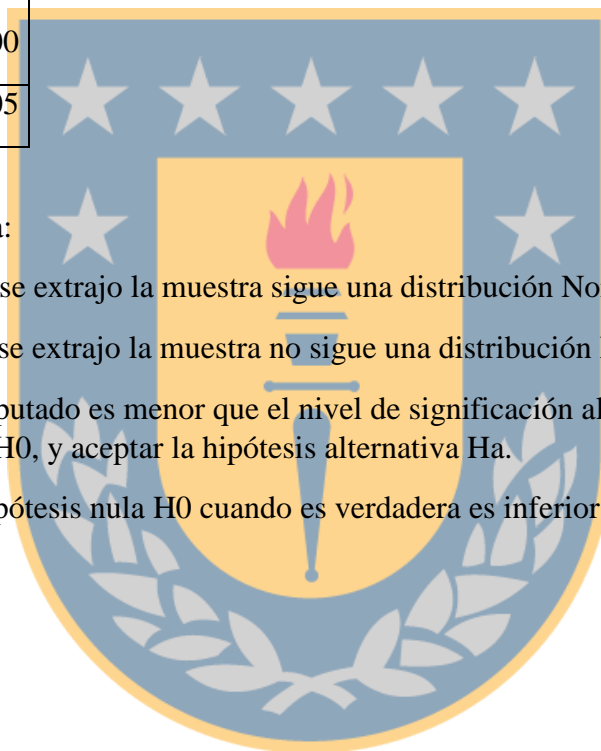 se extrajo la muestra sigue una distribución No
se extrajo la muestra no sigue una distribución
putado es menor que el nivel de significación al
H0, y aceptar la hipótesis alternativa Ha.
pótesis nula H0 cuando es verdadera es inferior